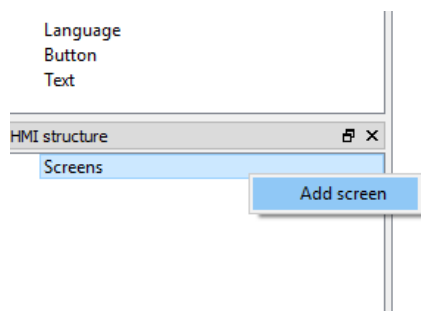 Language
Button
Text
HMI structure
Screens
Add screen